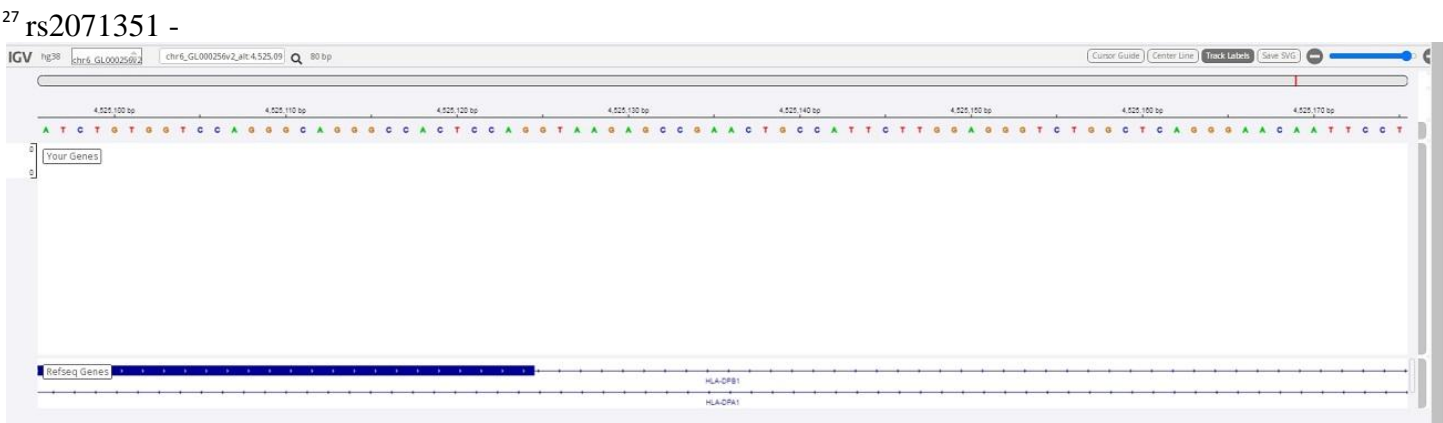 27 rs2071351 -
IGV hg38 chr6_GL000256v2 chr6_GL000256v2_alt:4,525,09 80 bp Cursor Guide Center Line Track Labels Save SVG
4,525,100 bp 4,525,110 bp 4,525,120 bp 4,525,130 bp 4,525,140 bp 4,525,150 bp 4,525,160 bp 4,525,170 bp
A T C T G T G G T C C A G G G C A G G G C C A C T C C A G G T A A G A G C C G A A C T G C C A T T C T T G G A G G G T C T G G C T C A G G G A A C A A T T C C T
Your Genes
Refseq Genes
HLA-DPB1
HLA-DPA1